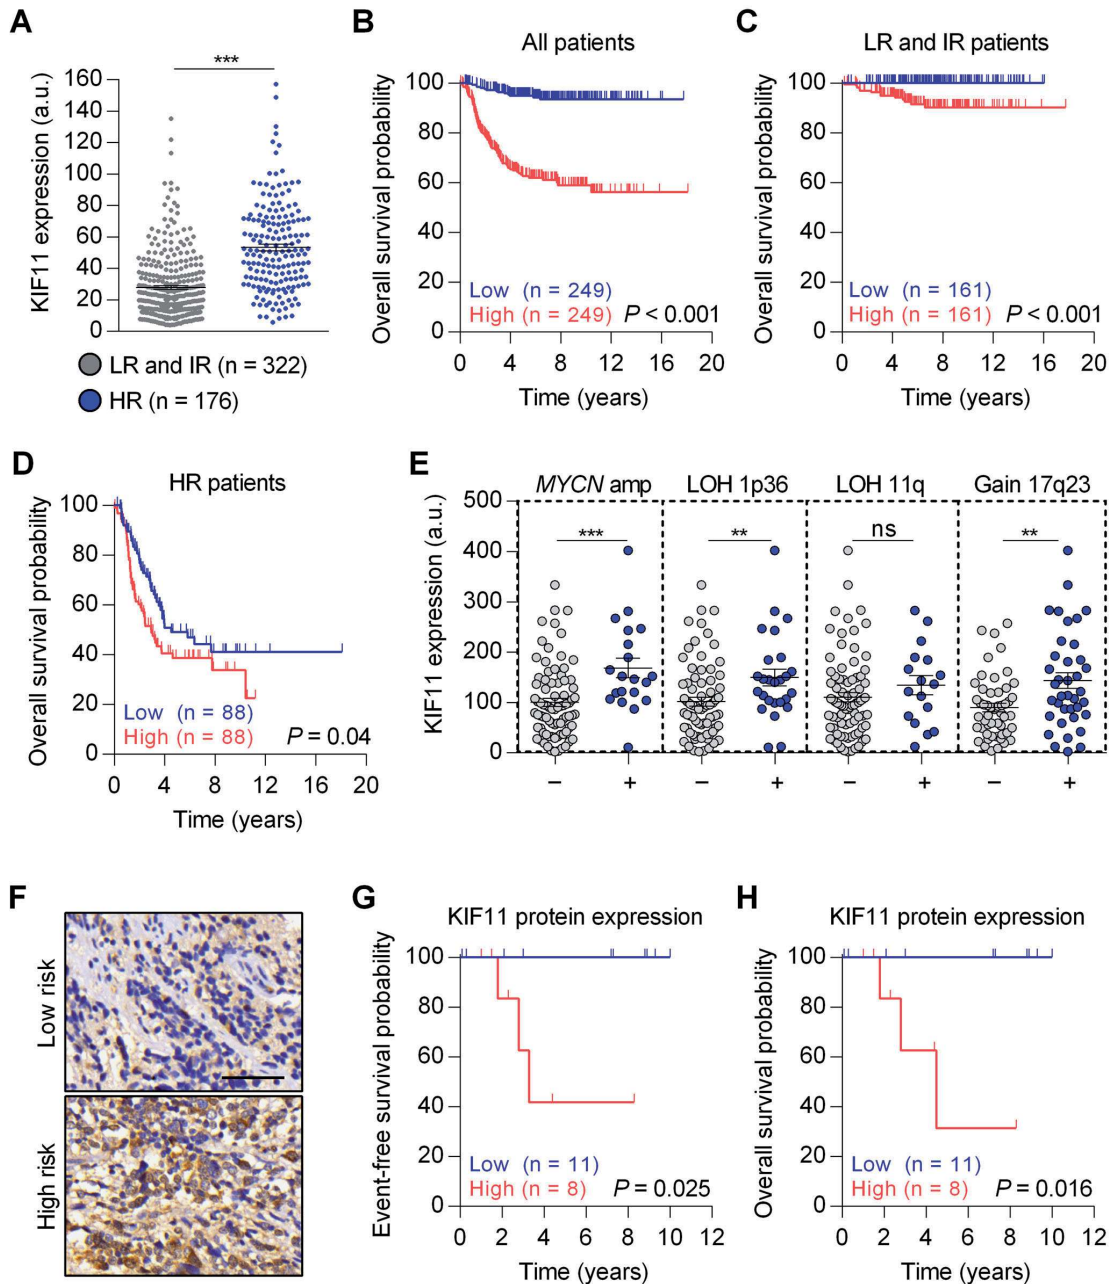 A
KIF11 expression (a.u.)
160
140
120
100
80
60
40
20
0
***
LR and IR (n = 322)
HR (n = 176)
B
All patients
Overall survival probability
100
80
60
40
20
0
Low (n = 249)
High (n = 249)
P < 0.001
0 4 8 12 16 20
Time (years)
C
LR and IR patients
Overall survival probability
100
80
60
40
20
0
Low (n = 161)
High (n = 161)
P < 0.001
0 4 8 12 16 20
Time (years)
D
HR patients
Overall survival probability
100
80
60
40
20
0
Low (n = 88)
High (n = 88)
P = 0.04
0 4 8 12 16 20
Time (years)
E
MYCN amp LOH 1p36 LOH 11q Gain 17q23
KIF11 expression (a.u.)
500
400
300
200
100
0
*** ** ns **
− + − + − + − +
F
Low risk
High risk
G
KIF11 protein expression
Event-free survival probability
100
80
60
40
20
0
Low (n = 11)
High (n = 8)
P = 0.025
0 2 4 6 8 10 12
Time (years)
H
KIF11 protein expression
Overall survival probability
100
80
60
40
20
0
Low (n = 11)
High (n = 8)
P = 0.016
0 2 4 6 8 10 12
Time (years)